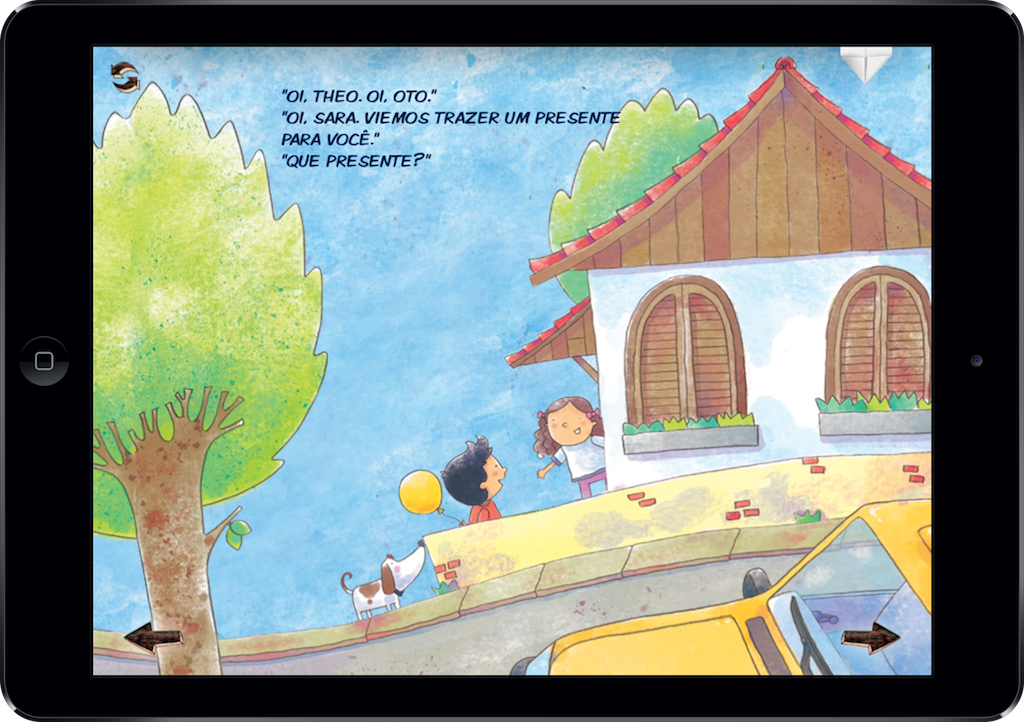 "OI, THEO. OI, OTO."
"OI, SARA. VIEMOS TRAZER UM PRESENTE
PARA VOCÊ."
"QUE PRESENTE?"